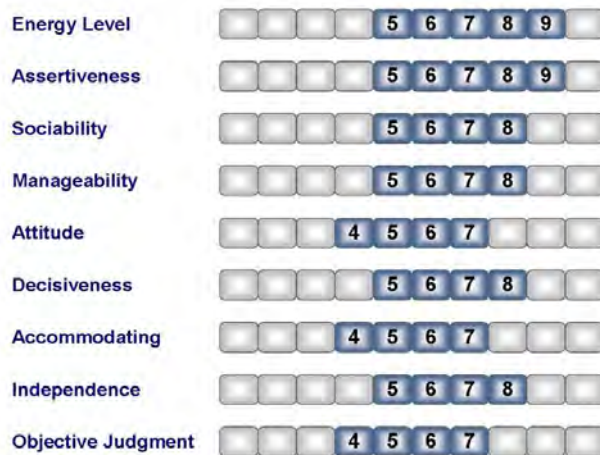 Energy Level 5 6 7 8 9
Assertiveness 5 6 7 8 9
Sociability 5 6 7 8
Manageability 5 6 7 8
Attitude 4 5 6 7
Decisiveness 5 6 7 8
Accommodating 4 5 6 7
Independence 5 6 7 8
Objective Judgment 4 5 6 7